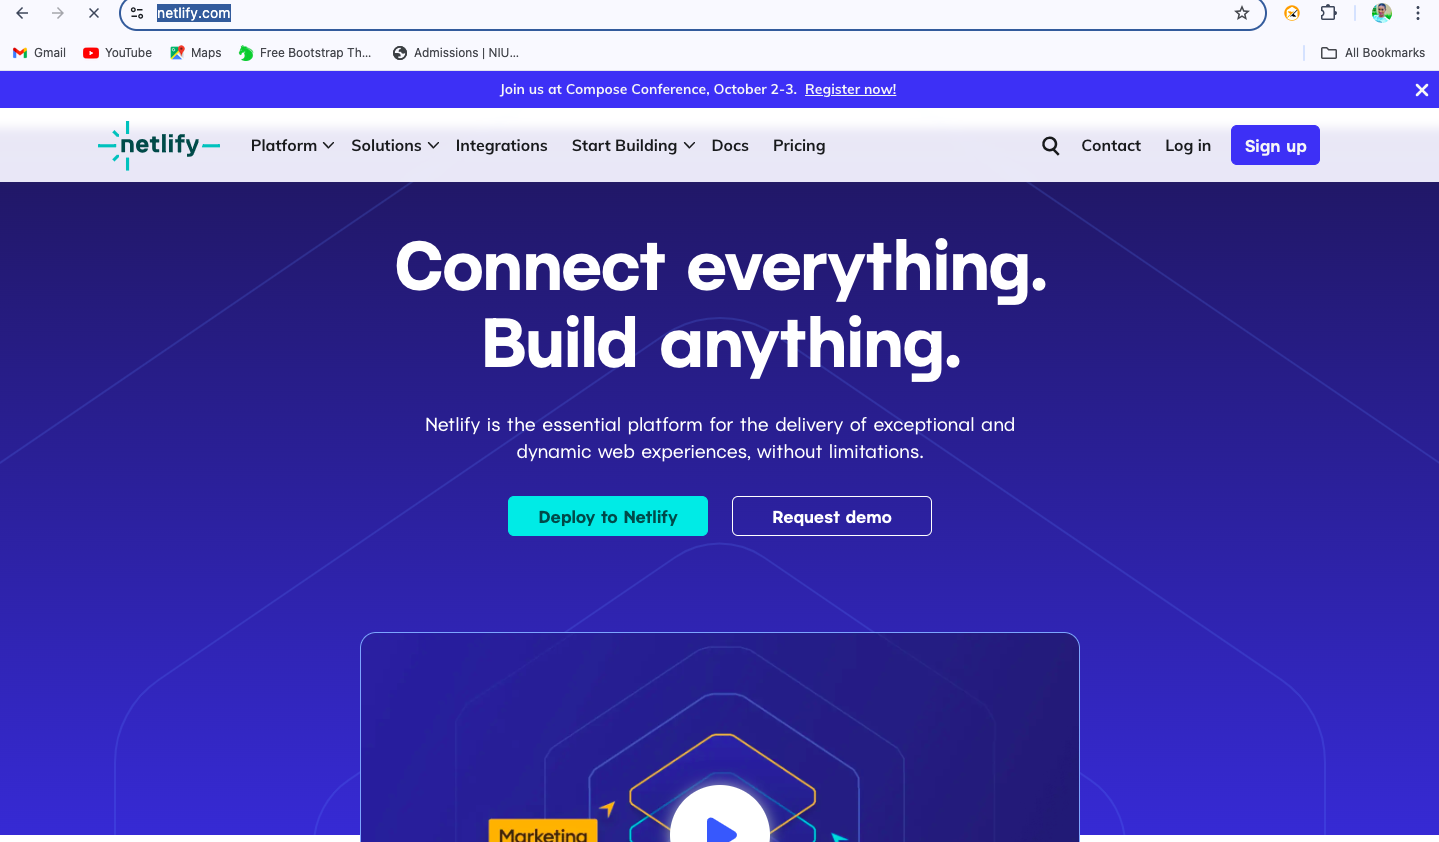 netlify.com
Gmail YouTube Maps Free Bootstrap Th... Admissions | NIU... All Bookmarks
Join us at Compose Conference, October 2-3. Register now!
netlify Platform Solutions Integrations Start Building Docs Pricing Contact Log in Sign up
Connect everything.
Build anything.
Netlify is the essential platform for the delivery of exceptional and
dynamic web experiences, without limitations.
Deploy to Netlify Request demo
Marketing